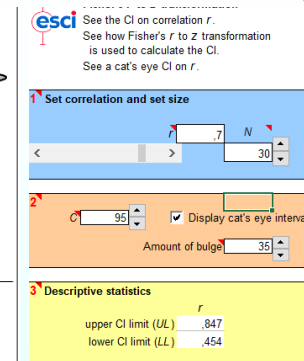 esci
See the CI on correlation r.
See how Fisher's r to z transformation
is used to calculate the CI.
See a cat's eye CI on r.
1 Set correlation and set size
r ,7 N
30
2
C 95 Display cat's eye interva
Amount of bulge 35
3 Descriptive statistics
r
upper CI limit (UL) ,847
lower CI limit (LL) ,454